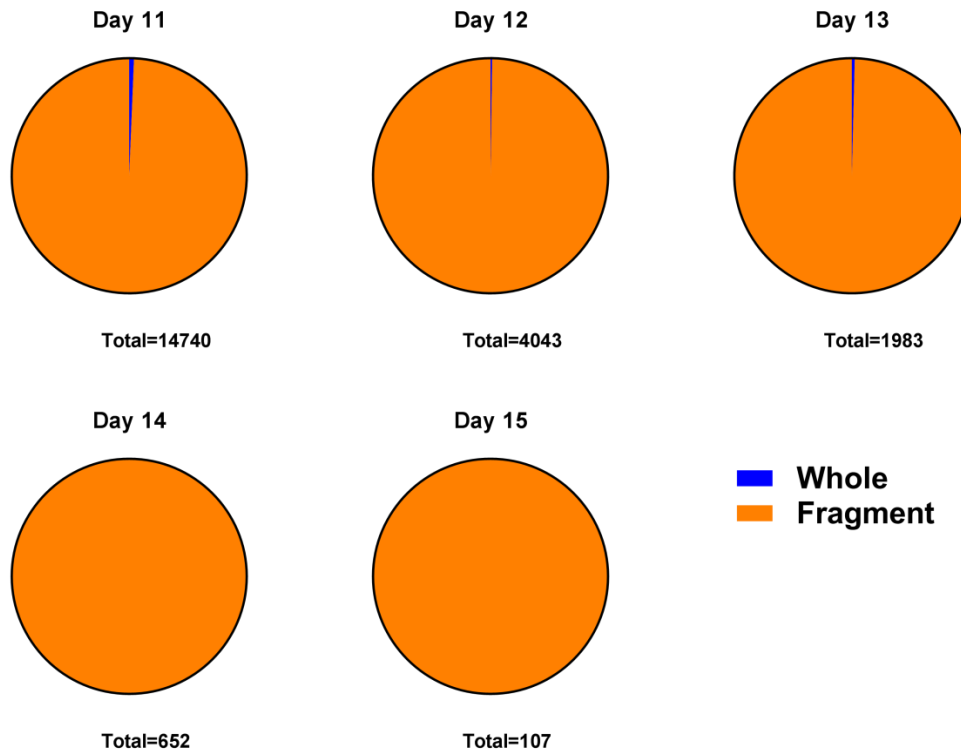 Day 11
Day 12
Day 13
Total=14740
Total=4043
Total=1983
Day 14
Day 15
Whole
Fragment
Total=652
Total=107